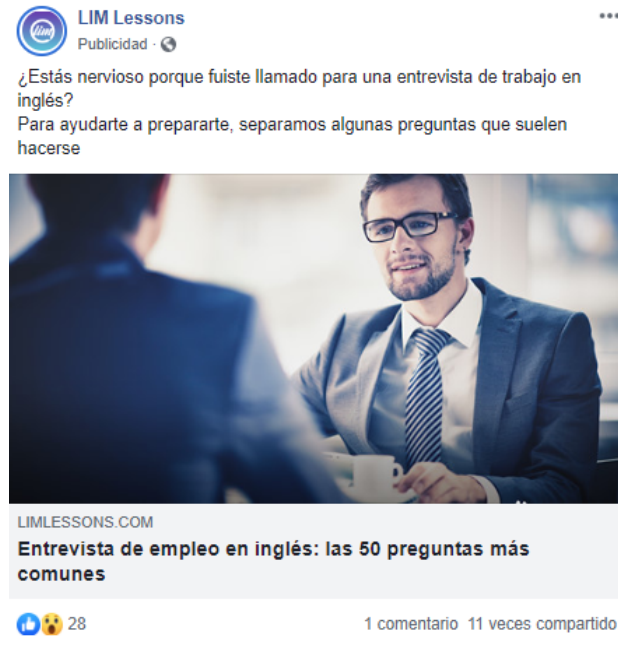 lim
LIM Lessons
Publicidad ·
¿Estás nervioso porque fuiste llamado para una entrevista de trabajo en
inglés?
Para ayudarte a prepararte, separamos algunas preguntas que suelen
hacerse
LIMLESSONS.COM
Entrevista de empleo en inglés: las 50 preguntas más
comunes
28
1 comentario 11 veces compartido